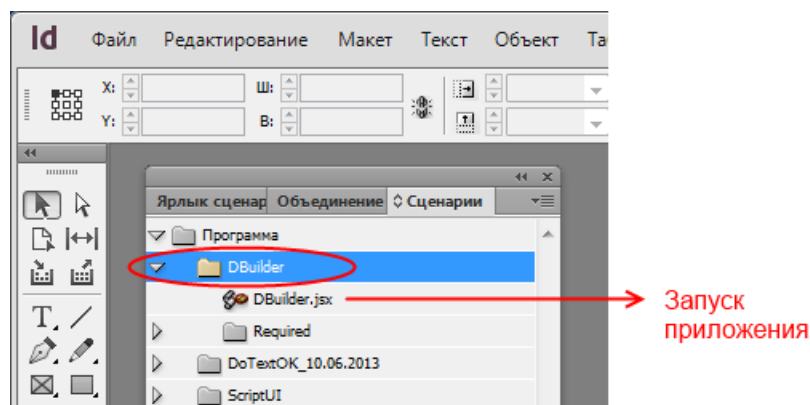 Id Файл Редактирование Макет Текст Объект Та
X: Ш:
Y: В:
Ярлык сценар Объединение Сценарии
Программа
DBuilder
DBuilder.jsx
Запуск
приложения
Required
DoTextOK_10.06.2013
ScriptUI